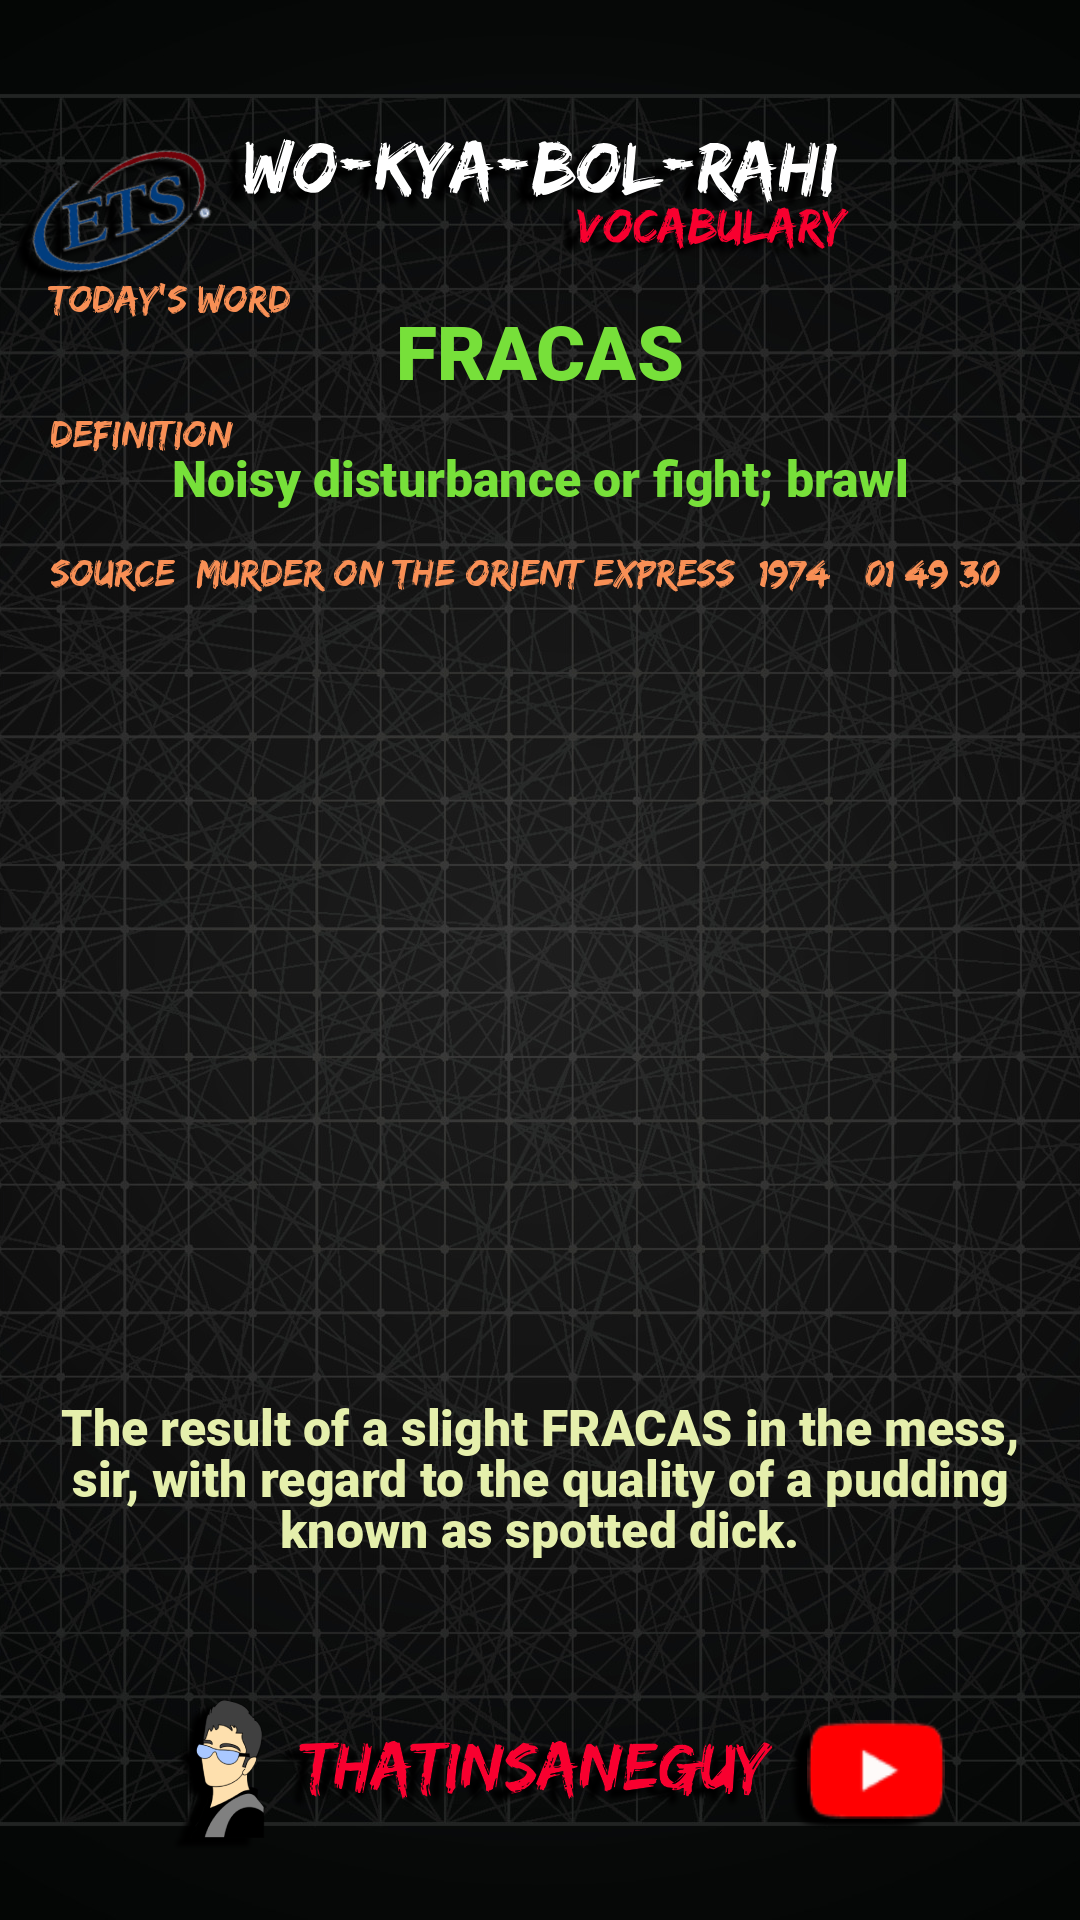 WO-KYA-BOL-RAHI
VOCABULARY
ETS
TODAY'S WORD
FRACAS
DEFINITION
Noisy disturbance or fight; brawl
SOURCE MURDER ON THE ORIENT EXPRESS 1974 01 49 30
The result of a slight FRACAS in the mess,
sir, with regard to the quality of a pudding
known as spotted dick.
THATINSANEGUY